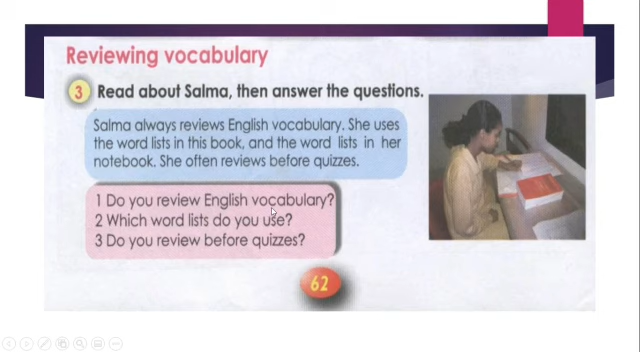 Reviewing vocabulary
3 Read about Salma, then answer the questions.
Salma always reviews English vocabulary. She uses
the word lists in this book, and the word lists in her
notebook. She often reviews before quizzes.
1 Do you review English vocabulary?
2 Which word lists do you use?
3 Do you review before quizzes?
62